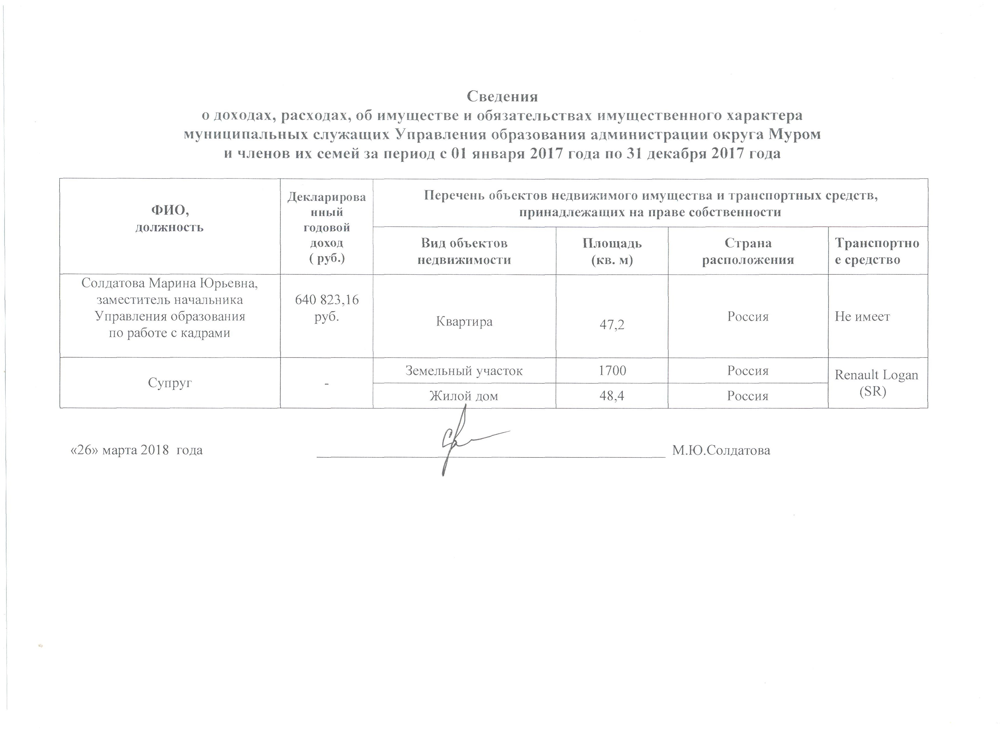 Сведения
о доходах, расходах, об имуществе и обязательствах имущественного характера
муниципальных служащих Управления образования администрации округа Муром
и членов их семей за период с 01 января 2017 года по 31 декабря 2017 года
ФИО,
должность
Декларирова
нный
годовой
доход
( руб.)
Перечень объектов недвижимого имущества и транспортных средств,
принадлежащих на праве собственности
Вид объектов
недвижимости
Площадь
(кв. м)
Страна
расположения
Транспортно
е средство
Солдатова Марина Юрьевна,
заместитель начальника
Управления образования
по работе с кадрами
640 823,16
руб.
Квартира
47,2
Россия
Не имеет
Супруг
-
Земельный участок
1700
Россия
Renault Logan
(SR)
Жилой дом
48,4
Россия
«26» марта 2018 года
М.Ю.Солдатова